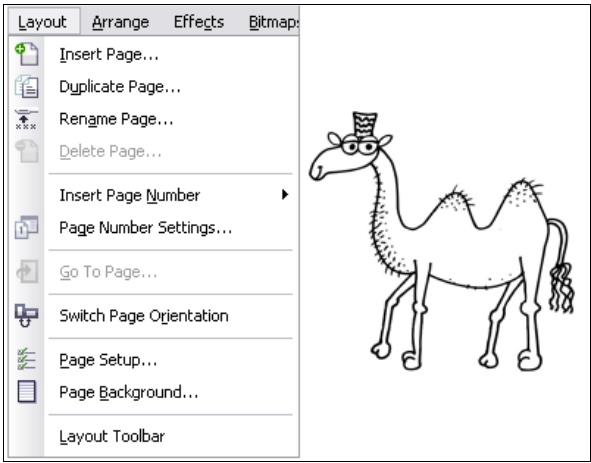 Layout Arrange Effects Bitmaps
Insert Page...
Duplicate Page...
Rename Page...
Delete Page...
Insert Page Number
Page Number Settings...
Go To Page...
Switch Page Orientation
Page Setup...
Page Background...
Layout Toolbar